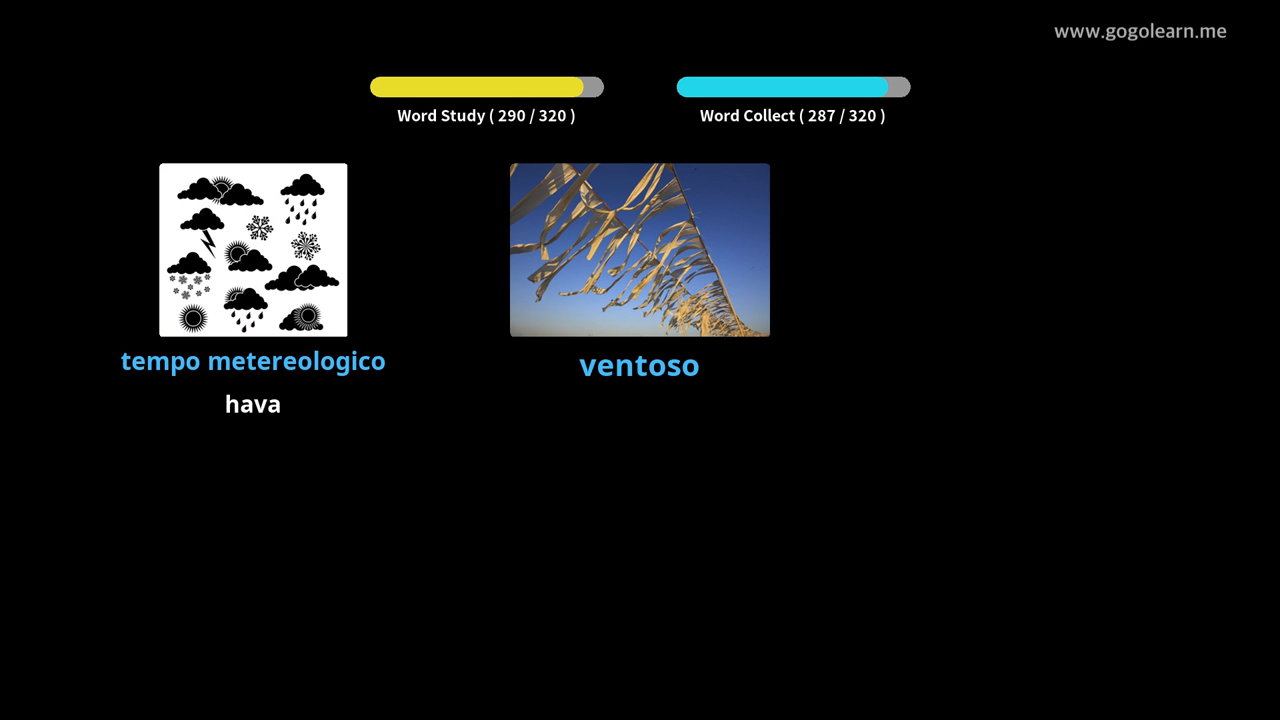 www.gogolearn.me
Word Study ( 290 / 320 )
Word Collect ( 287 / 320 )
tempo metereologico
hava
ventoso